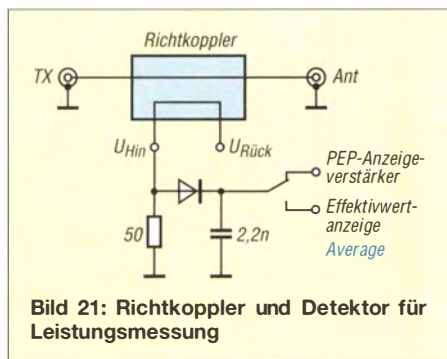 Richtkoppler
TX
Ant
U_Hin
U_Rück
PEP-Anzeige-
verstärker
Effektivwert-
anzeige
Average
50
2,2n
Bild 21: Richtkoppler und Detektor für
Leistungsmessung